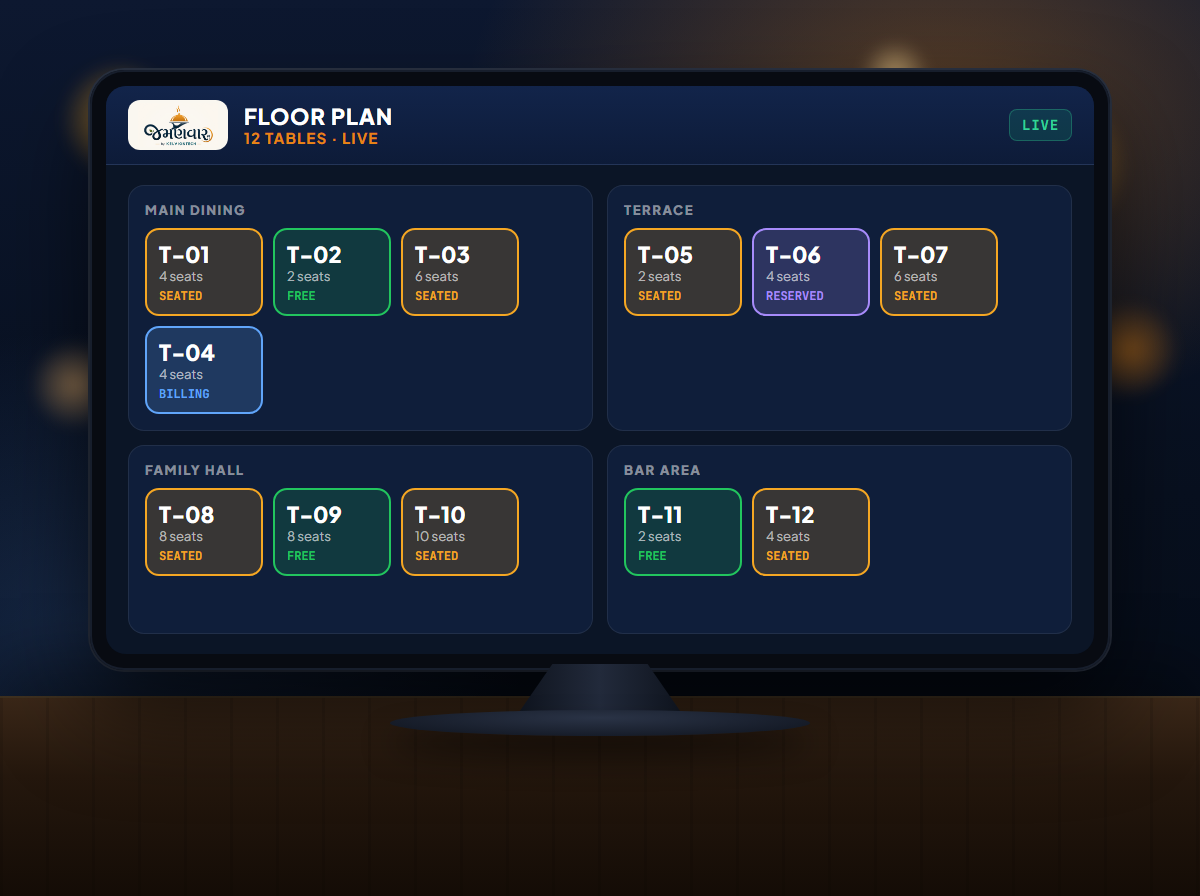 જમણવાર
by KELVIONTECH
FLOOR PLAN
12 TABLES · LIVE
LIVE
MAIN DINING
T-01
4 seats
SEATED
T-02
2 seats
FREE
T-03
6 seats
SEATED
T-04
4 seats
BILLING
TERRACE
T-05
2 seats
SEATED
T-06
4 seats
RESERVED
T-07
6 seats
SEATED
FAMILY HALL
T-08
8 seats
SEATED
T-09
8 seats
FREE
T-10
10 seats
SEATED
BAR AREA
T-11
2 seats
FREE
T-12
4 seats
SEATED